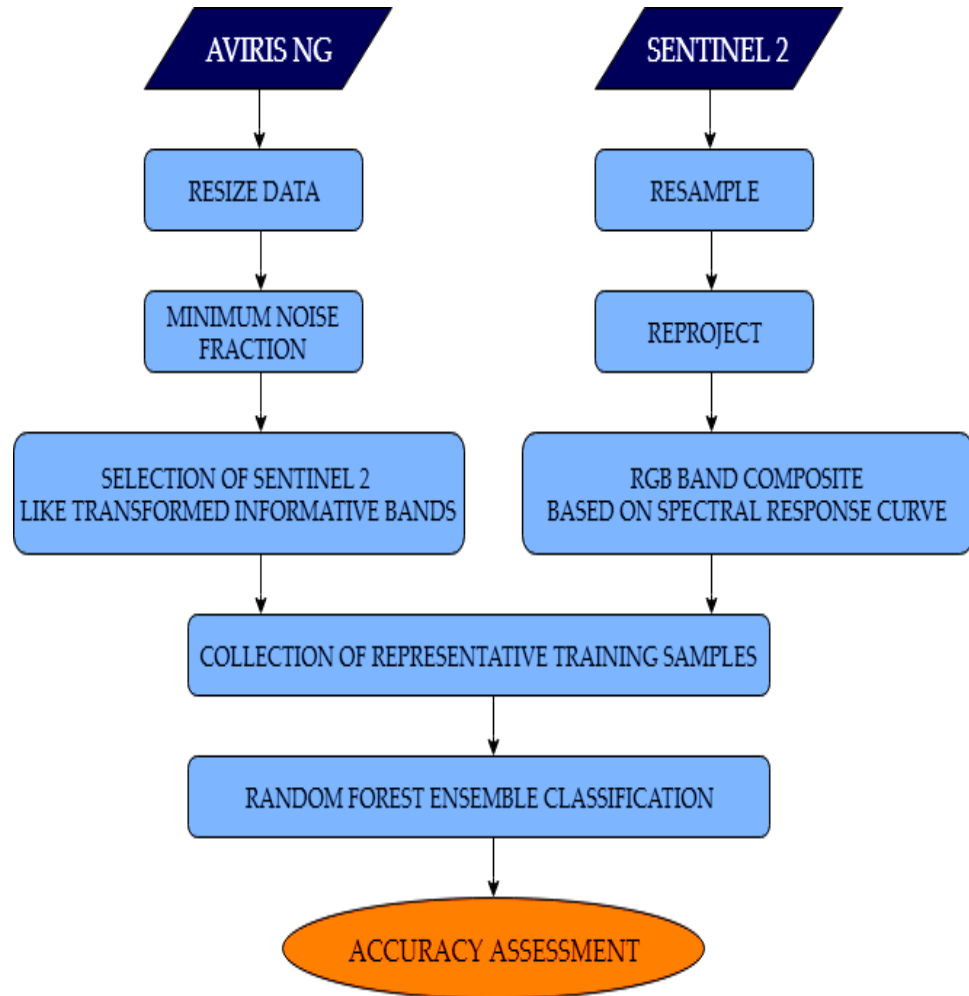 AVIRIS NG
SENTINEL 2
RESIZE DATA
RESAMPLE
MINIMUM NOISE
FRACTION
REPROJECT
SELECTION OF SENTINEL 2
LIKE TRANSFORMED INFORMATIVE BANDS
RGB BAND COMPOSITE
BASED ON SPECTRAL RESPONSE CURVE
COLLECTION OF REPRESENTATIVE TRAINING SAMPLES
RANDOM FOREST ENSEMBLE CLASSIFICATION
ACCURACY ASSESSMENT